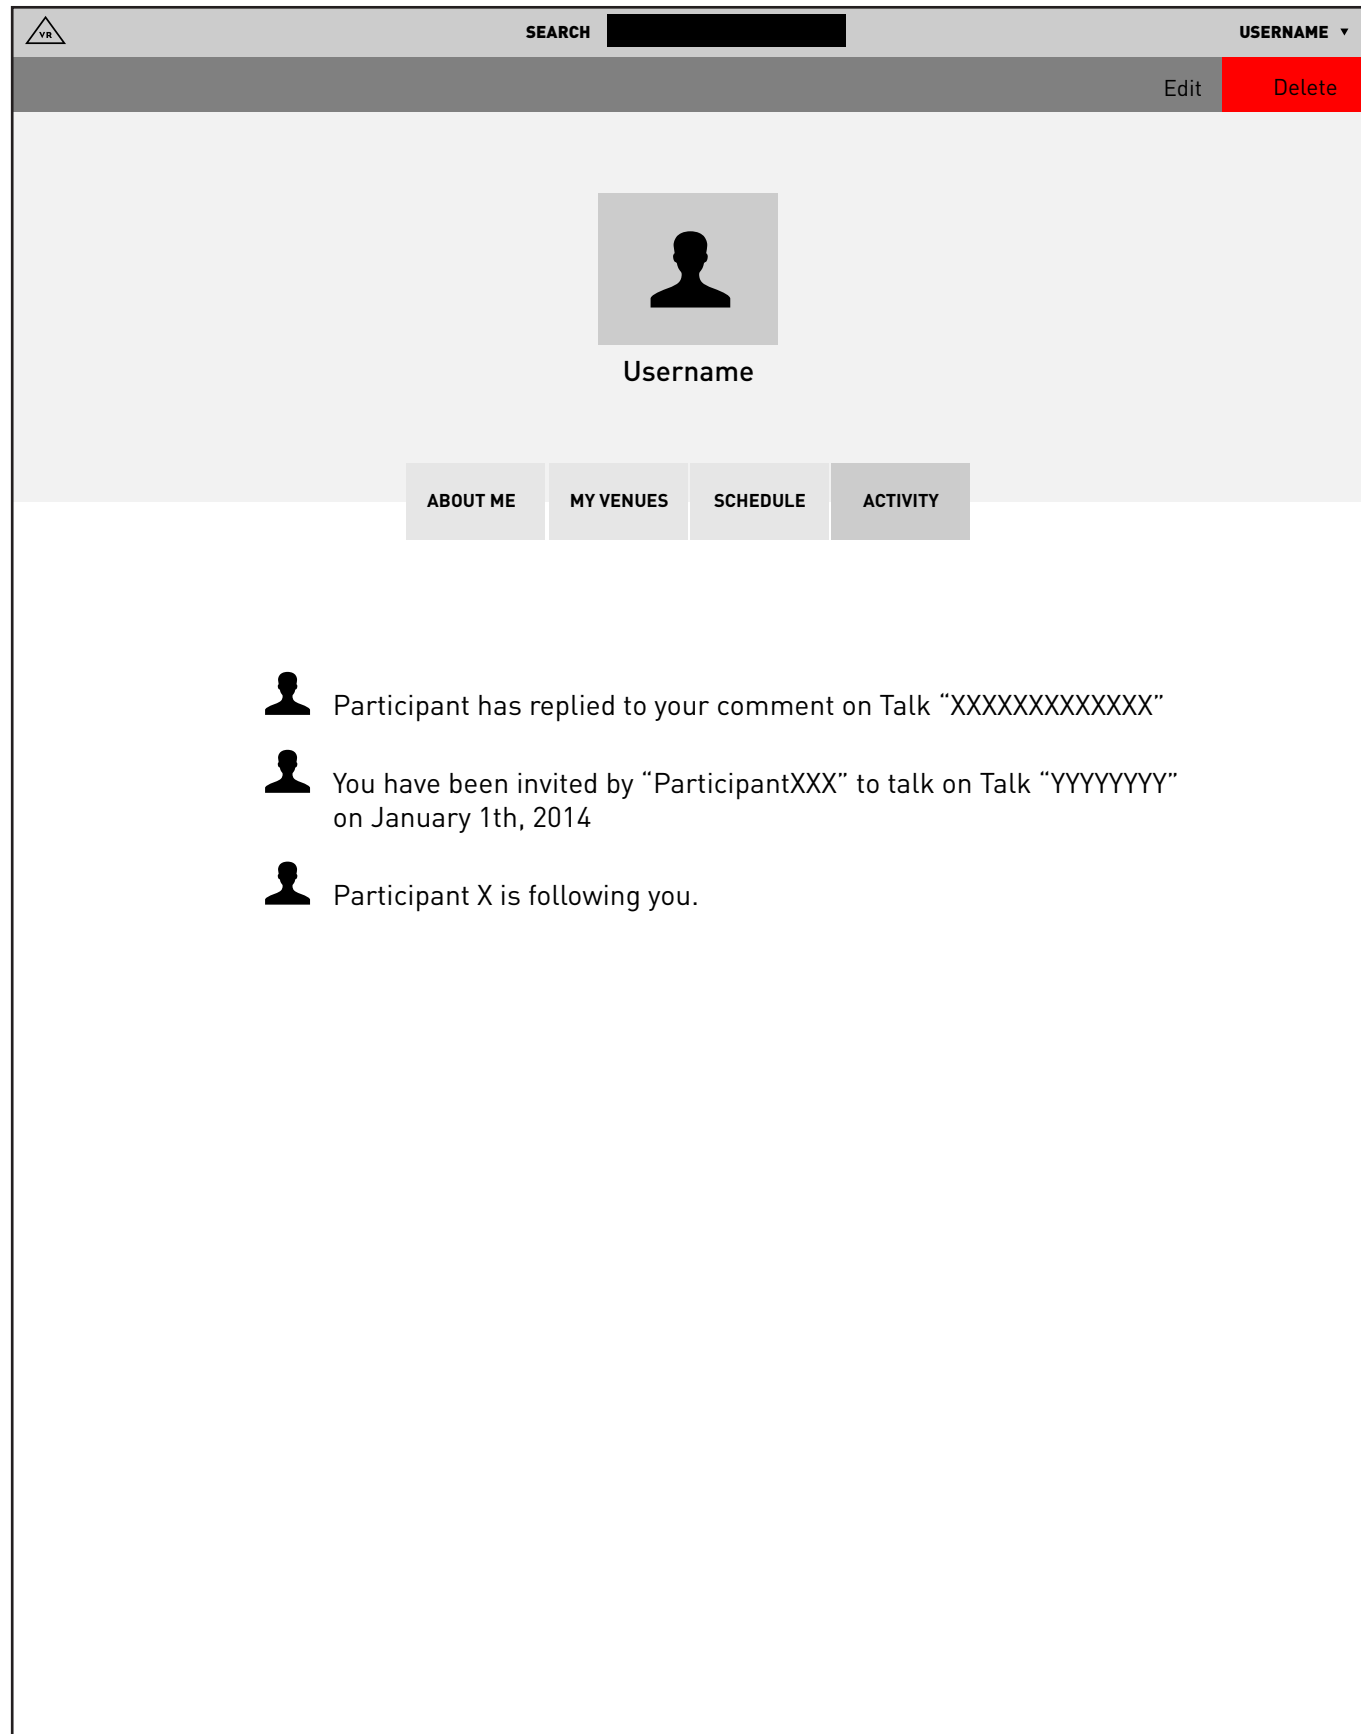 VR
SEARCH
USERNAME ▼
Edit
Delete
Username
ABOUT ME
MY VENUES
SCHEDULE
ACTIVITY
Participant has replied to your comment on Talk “XXXXXXXXXXXXX”
You have been invited by “ParticipantXXX” to talk on Talk “YYYYYYYY”
on January 1th, 2014
Participant X is following you.